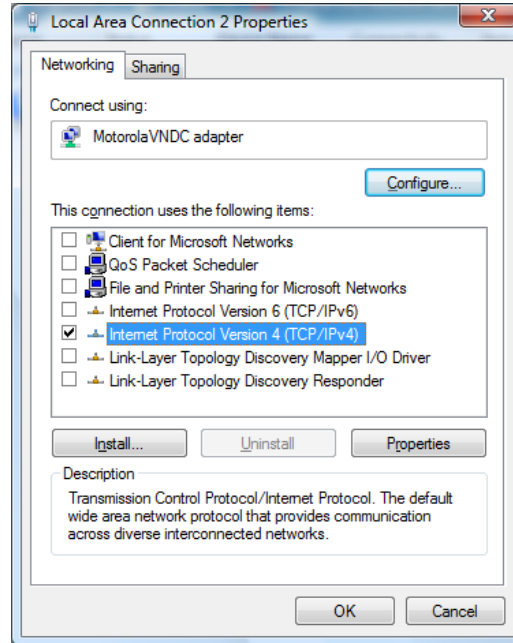 Local Area Connection 2 Properties
Networking
Sharing
Connect using:
MotorolaVNDC adapter
Configure...
This connection uses the following items:
Client for Microsoft Networks
QoS Packet Scheduler
File and Printer Sharing for Microsoft Networks
Internet Protocol Version 6 (TCP/IPv6)
Internet Protocol Version 4 (TCP/IPv4)
Link-Layer Topology Discovery Mapper I/O Driver
Link-Layer Topology Discovery Responder
Install...
Uninstall
Properties
Description
Transmission Control Protocol/Internet Protocol. The default
wide area network protocol that provides communication
across diverse interconnected networks.
OK
Cancel